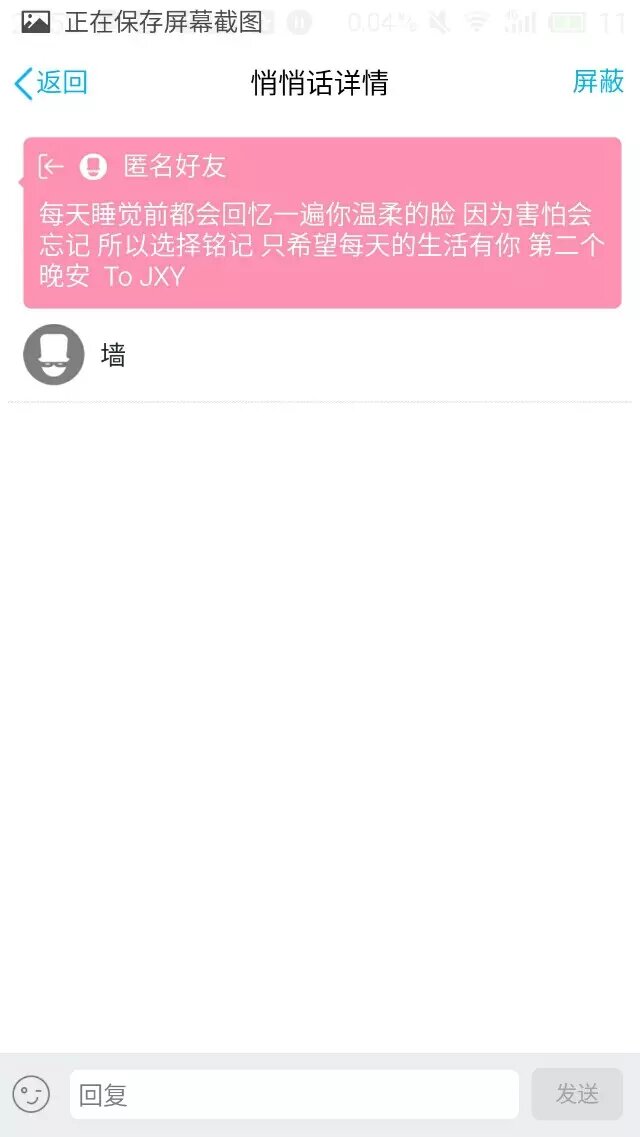 正在保存屏幕截图
0.04%
11
返回
悄悄话详情
屏蔽
匿名好友
每天睡觉前都会回忆一遍你温柔的脸 因为害怕会
忘记 所以选择铭记 只希望每天的生活有你 第二个
晚安 To JXY
墙
回复
发送